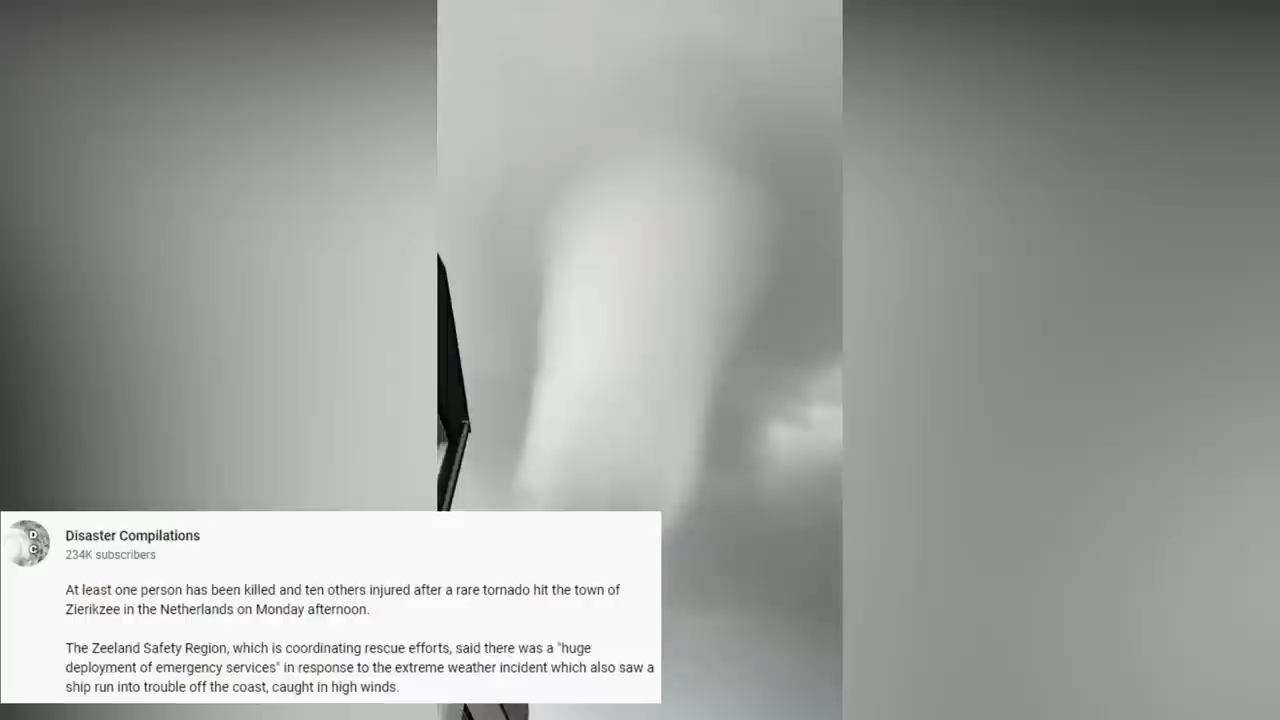 D
C
Disaster Compilations
234K subscribers
At least one person has been killed and ten others injured after a rare tornado hit the town of
Zierikzee in the Netherlands on Monday afternoon.
The Zeeland Safety Region, which is coordinating rescue efforts, said there was a "huge
deployment of emergency services" in response to the extreme weather incident which also saw a
ship run into trouble off the coast, caught in high winds.